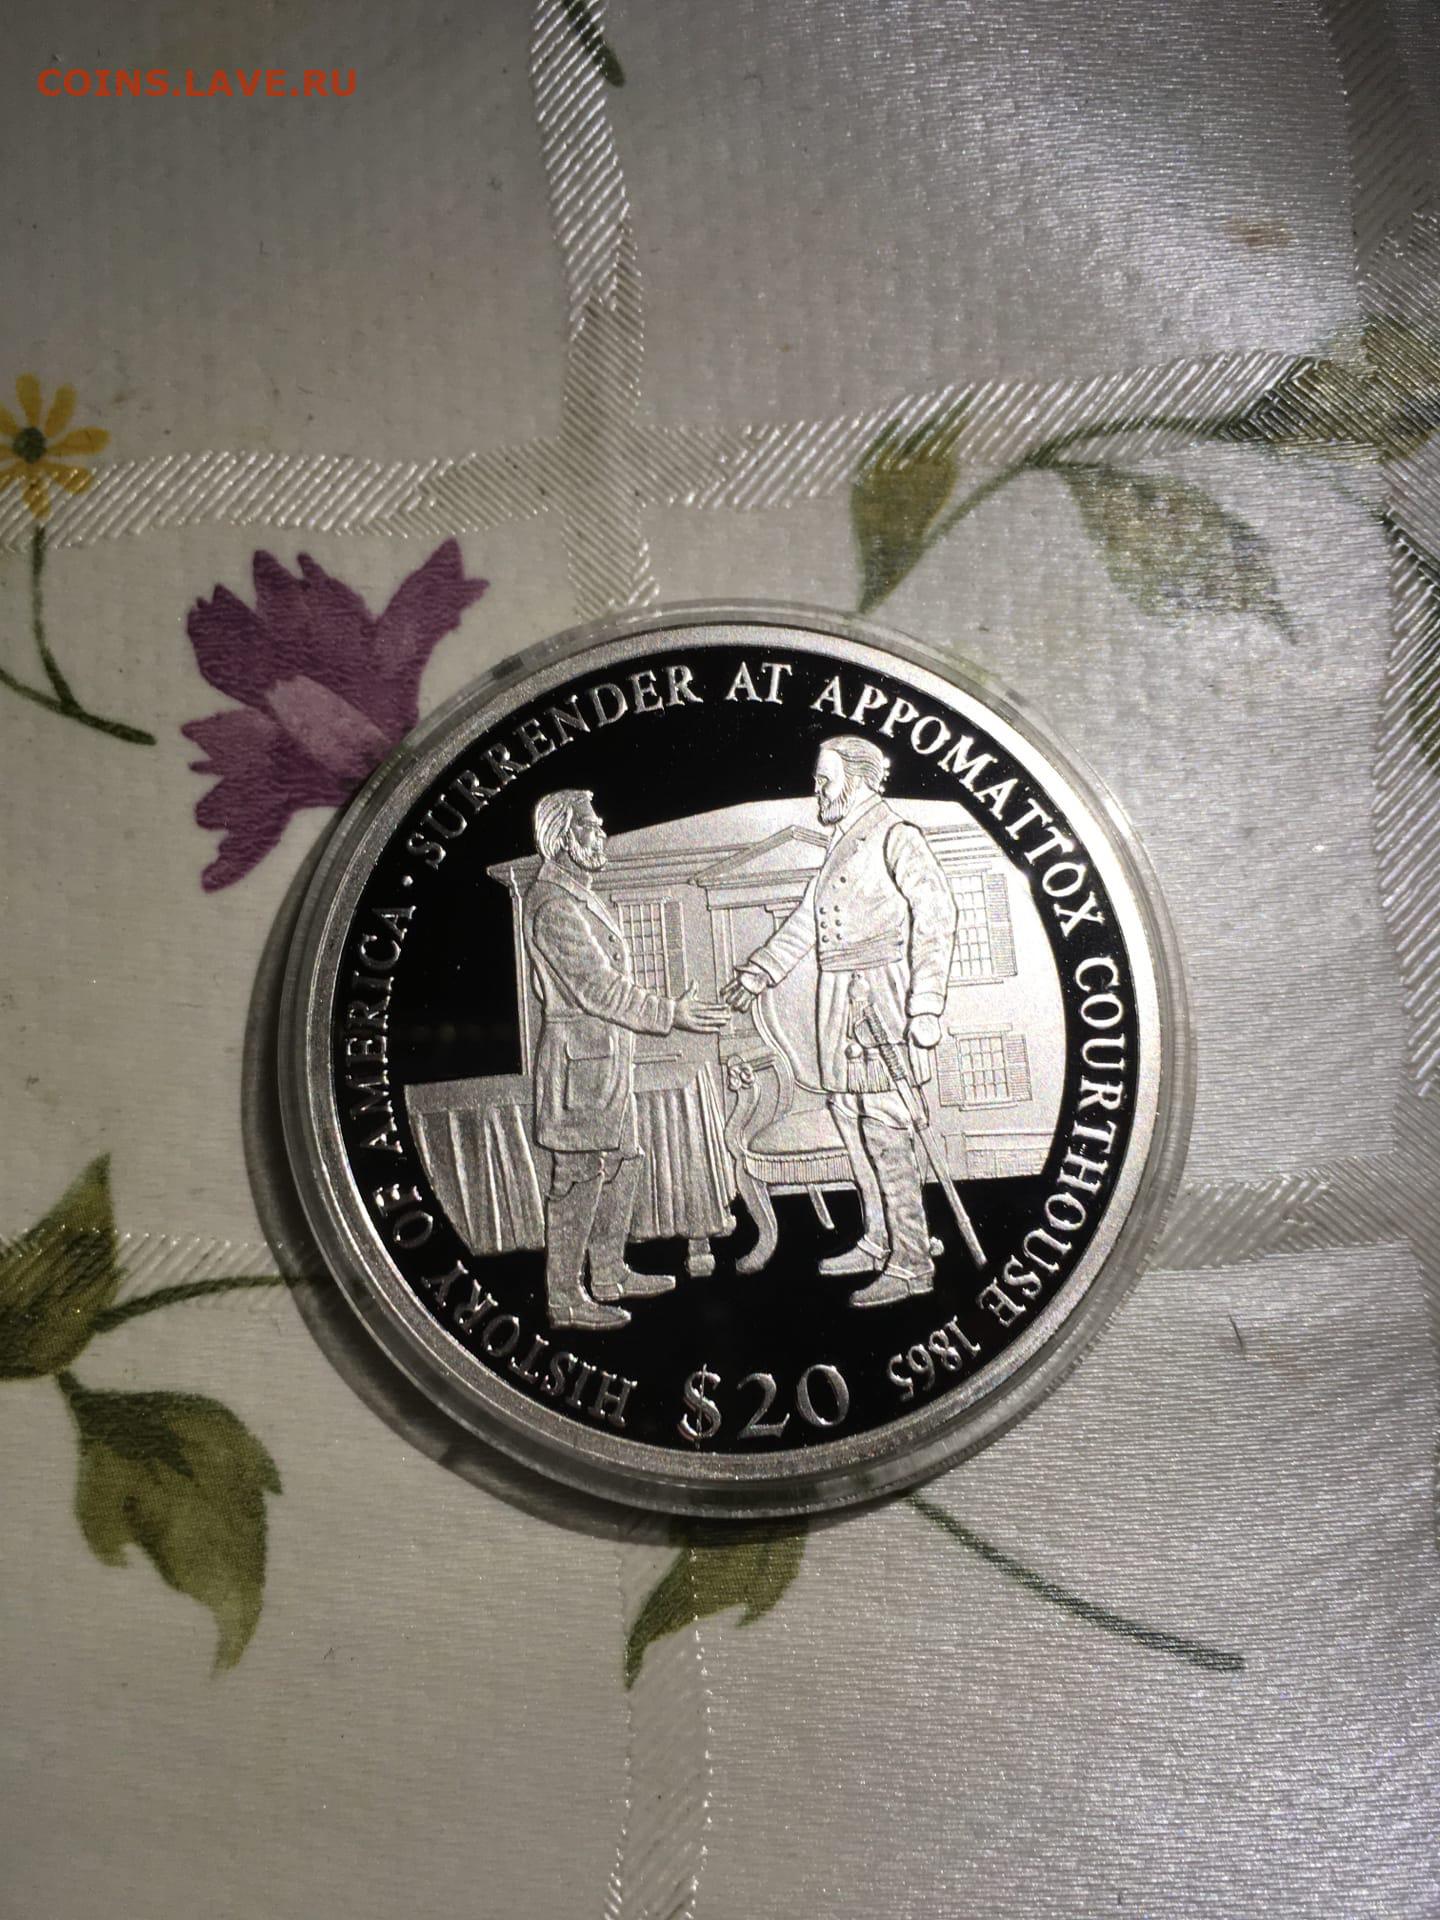 COINS.LAVE.RU
HISTORY OF AMERICA · SURRENDER AT APPOMATTOX COURTHOUSE 1865
$20